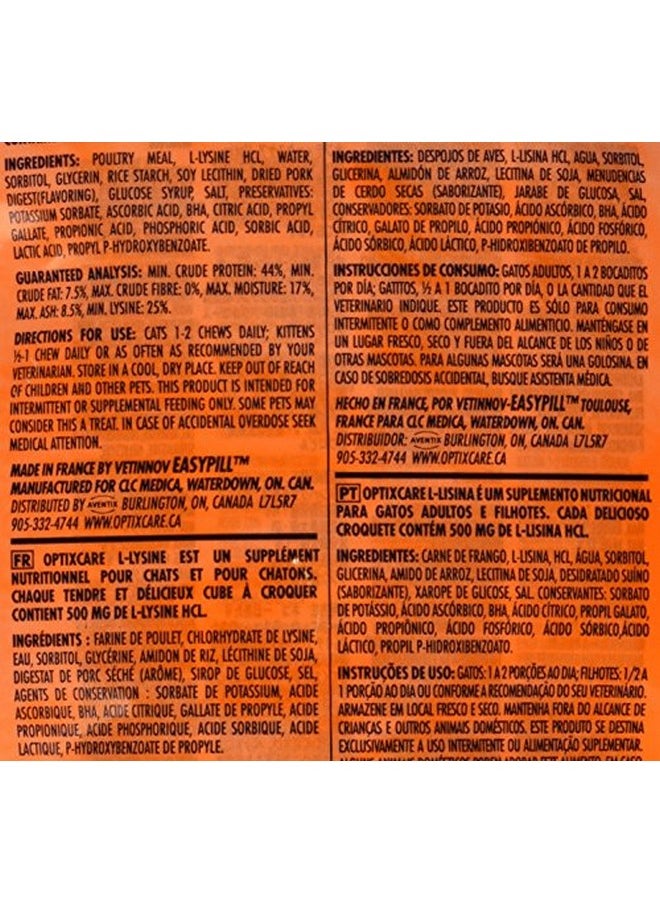 INGREDIENTS: POULTRY MEAL, L-LYSINE HCL, WATER,
SORBITOL, GLYCERIN, RICE STARCH, SOY LECITHIN, DRIED PORK
DIGEST(FLAVORING), GLUCOSE SYRUP, SALT, PRESERVATIVES:
POTASSIUM SORBATE, ASCORBIC ACID, BHA, CITRIC ACID, PROPYL
GALLATE, PROPIONIC ACID, PHOSPHORIC ACID, SORBIC ACID,
LACTIC ACID, PROPYL P-HYDROXYBENZOATE.
GUARANTEED ANALYSIS: MIN. CRUDE PROTEIN: 44%, MIN.
CRUDE FAT: 7.5%, MAX. CRUDE FIBRE: 0%, MAX. MOISTURE: 17%,
MAX. ASH: 8.5%, MIN. LYSINE: 25%.
DIRECTIONS FOR USE: CATS 1-2 CHEWS DAILY; KITTENS
½-1 CHEW DAILY OR AS OFTEN AS RECOMMENDED BY YOUR
VETERINARIAN. STORE IN A COOL, DRY PLACE. KEEP OUT OF REACH
OF CHILDREN AND OTHER PETS. THIS PRODUCT IS INTENDED FOR
INTERMITTENT OR SUPPLEMENTAL FEEDING ONLY. SOME PETS MAY
CONSIDER THIS A TREAT. IN CASE OF ACCIDENTAL OVERDOSE SEEK
MEDICAL ATTENTION.
MADE IN FRANCE BY VETINNOV EASYPILL™
MANUFACTURED FOR CLC MEDICA, WATERDOWN, ON. CAN.
DISTRIBUTED BY AVENTIX BURLINGTON, ON, CANADA L7L5R7
905-332-4744 WWW.OPTIXCARE.CA
FR OPTIXCARE L-LYSINE EST UN SUPPLÉMENT
NUTRITIONNEL POUR CHATS ET POUR CHATONS.
CHAQUE TENDRE ET DÉLICIEUX CUBE À CROQUER
CONTIENT 500 MG DE L-LYSINE HCL.
INGRÉDIENTS : FARINE DE POULET, CHLORHYDRATE DE LYSINE,
EAU, SORBITOL, GLYCÉRINE, AMIDON DE RIZ, LÉCITHINE DE SOJA,
DIGESTAT DE PORC SÉCHÉ (ARÔME), SIROP DE GLUCOSE, SEL,
AGENTS DE CONSERVATION : SORBATE DE POTASSIUM, ACIDE
ASCORBIQUE, BHA, ACIDE CITRIQUE, GALLATE DE PROPYLE, ACIDE
PROPIONIQUE, ACIDE PHOSPHORIQUE, ACIDE SORBIQUE, ACIDE
LACTIQUE, P-HYDROXYBENZOATE DE PROPYLE.
INGREDIENTES: DESPOJOS DE AVES, L-LISINA HCL, AGUA, SORBITOL,
GLICERINA, ALMIDÓN DE ARROZ, LECITINA DE SOJA, MENUDENCIAS
DE CERDO SECAS (SABORIZANTE), JARABE DE GLUCOSA, SAL,
CONSERVADORES: SORBATO DE POTASIO, ÁCIDO ASCÓRBICO, BHA, ÁCIDO
CÍTRICO, GALATO DE PROPILO, ÁCIDO PROPIÓNICO, ÁCIDO FOSFÓRICO,
ÁCIDO SÓRBICO, ÁCIDO LÁCTICO, P-HIDROXIBENZOATO DE PROPILO.
INSTRUCCIONES DE CONSUMO: GATOS ADULTOS, 1 A 2 BOCADITOS
POR DÍA; GATITOS, ½ A 1 BOCADITO POR DÍA, O LA CANTIDAD QUE EL
VETERINARIO INDIQUE. ESTE PRODUCTO ES SÓLO PARA CONSUMO
INTERMITENTE O COMO COMPLEMENTO ALIMENTICIO. MANTÉNGASE EN
UN LUGAR FRESCO, SECO Y FUERA DEL ALCANCE DE LOS NIÑOS O DE
OTRAS MASCOTAS. PARA ALGUNAS MASCOTAS SERÁ UNA GOLOSINA. EN
CASO DE SOBREDOSIS ACCIDENTAL, BUSQUE ASISTENTA MÉDICA.
HECHO EN FRANCE, POR VETINNOV-EASYPILL™ TOULOUSE,
FRANCE PARA CLC MEDICA, WATERDOWN, ON. CAN.
DISTRIBUIDOR: AVENTIX BURLINGTON, ON, CANADA L7L5R7
905-332-4744 WWW.OPTIXCARE.CA
PT OPTIXCARE L-LISINA É UM SUPLEMENTO NUTRICIONAL
PARA GATOS ADULTOS E FILHOTES. CADA DELICIOSO
CROQUETE CONTÉM 500 MG DE L-LISINA HCL.
INGREDIENTES: CARNE DE FRANGO, L-LISINA, HCL, ÁGUA, SORBITOL,
GLICERINA, AMIDO DE ARROZ, LECITINA DE SOJA, DESIDRATADO SUÍNO
(SABORIZANTE), XAROPE DE GLICOSE, SAL. CONSERVANTES: SORBATO
DE POTÁSSIO, ÁCIDO ASCÓRBICO, BHA, ÁCIDO CÍTRICO, PROPIL GALATO,
ÁCIDO PROPIÔNICO, ÁCIDO FOSFÓRICO, ÁCIDO SÓRBICO,ÁCIDO
LÁCTICO, PROPIL P-HIDROXIBENZOATO.
INSTRUÇÕES DE USO: GATOS: 1 A 2 PORÇÕES AO DIA; FILHOTES: 1/2 A
1 PORÇÃO AO DIA OU CONFORME A RECOMENDAÇÃO DO SEU VETERINÁRIO.
ARMAZENE EM LOCAL FRESCO E SECO. MANTENHA FORA DO ALCANCE DE
CRIANÇAS E OUTROS ANIMAIS DOMÉSTICOS. ESTE PRODUTO SE DESTINA
EXCLUSIVAMENTE A USO INTERMITENTE OU ALIMENTAÇÃO SUPLEMENTAR.